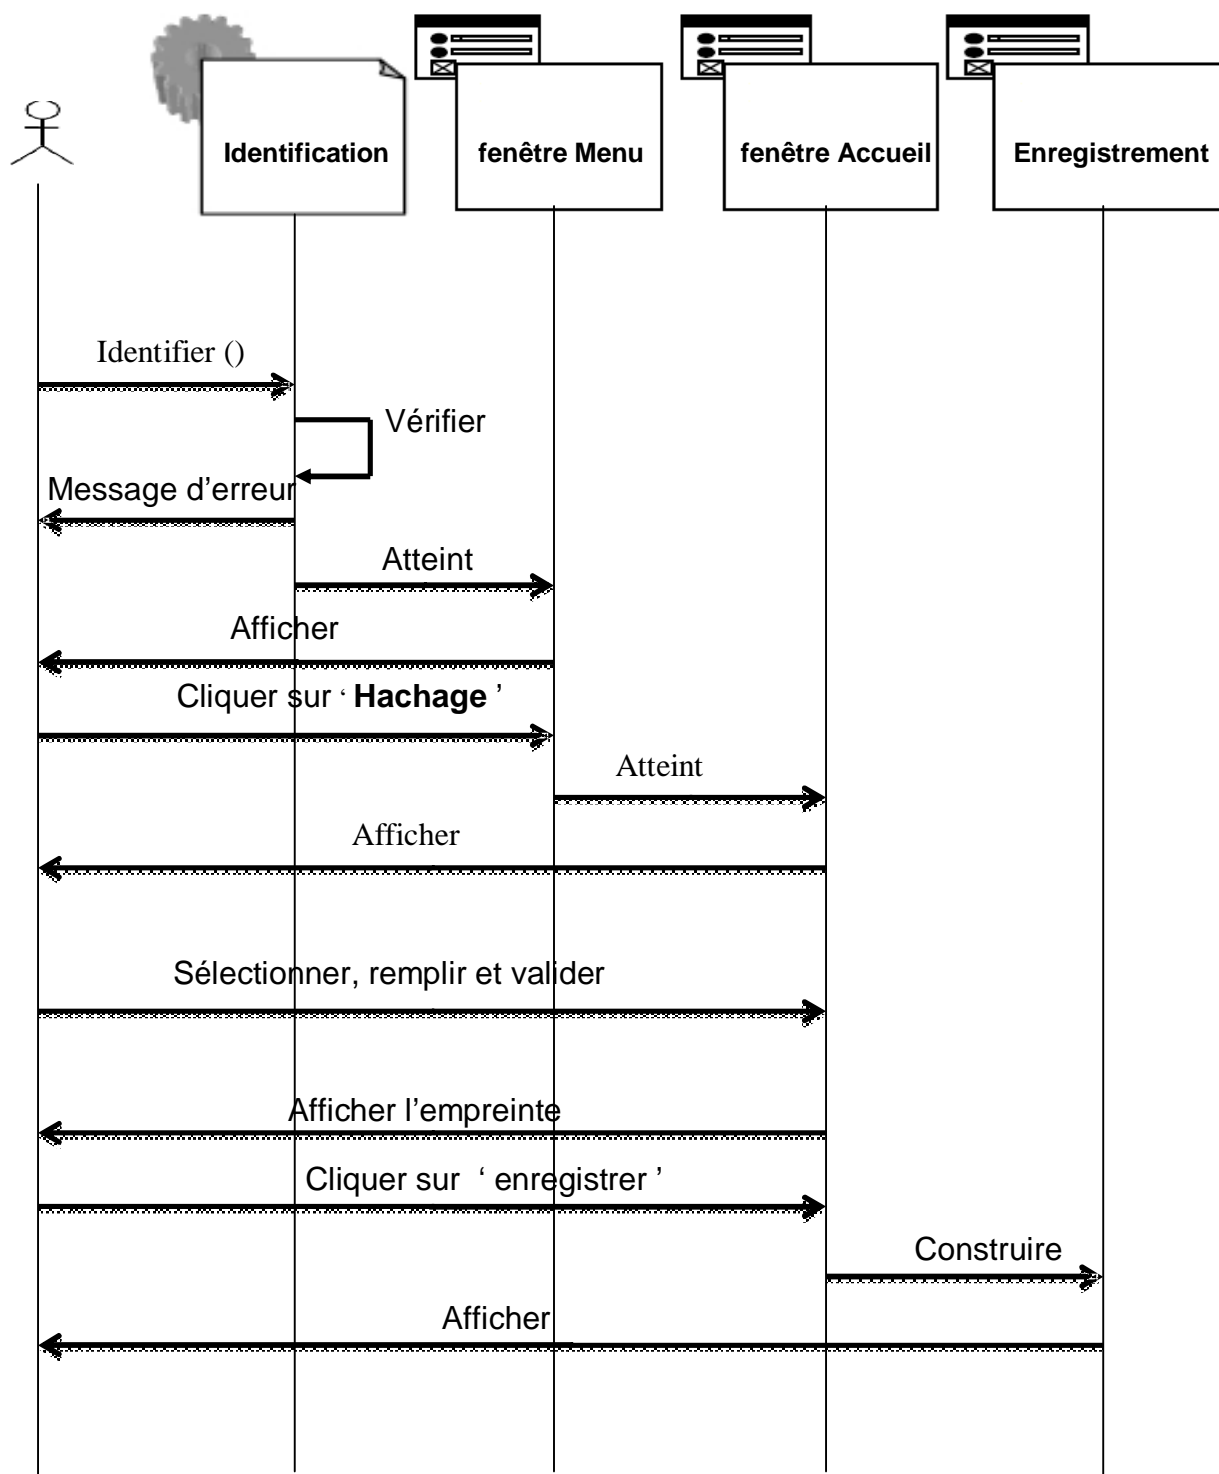 Identification
fenêtre Menu
fenêtre Accueil
Enregistrement
Identifier ()
Vérifier
Message d’erreur
Atteint
Afficher
Cliquer sur ‘ Hachage ’
Atteint
Afficher
Sélectionner, remplir et valider
Afficher l’empreinte
Cliquer sur ‘ enregistrer ’
Construire
Afficher